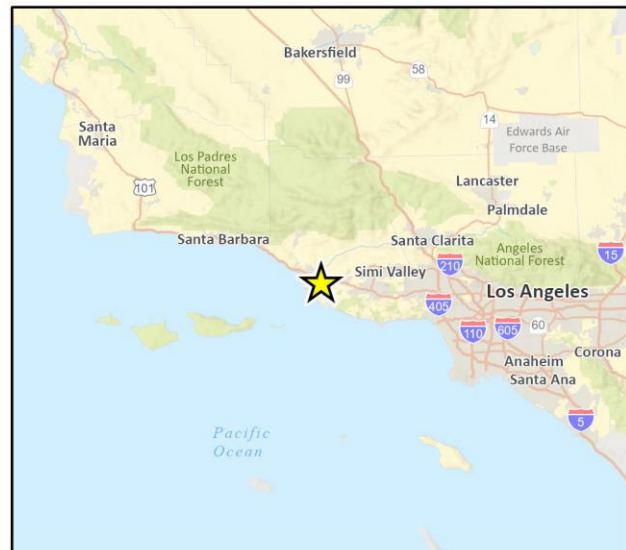 Bakersfield
99
58
14
Santa
Maria
Edwards Air
Force Base
Los Padres
National
Forest
101
Lancaster
Palmdale
Santa Barbara
Santa Clarita
Angeles
National Forest
15
210
Simi Valley
Los Angeles
405
110
605
60
Corona
Anaheim
Santa Ana
5
Pacific
Ocean